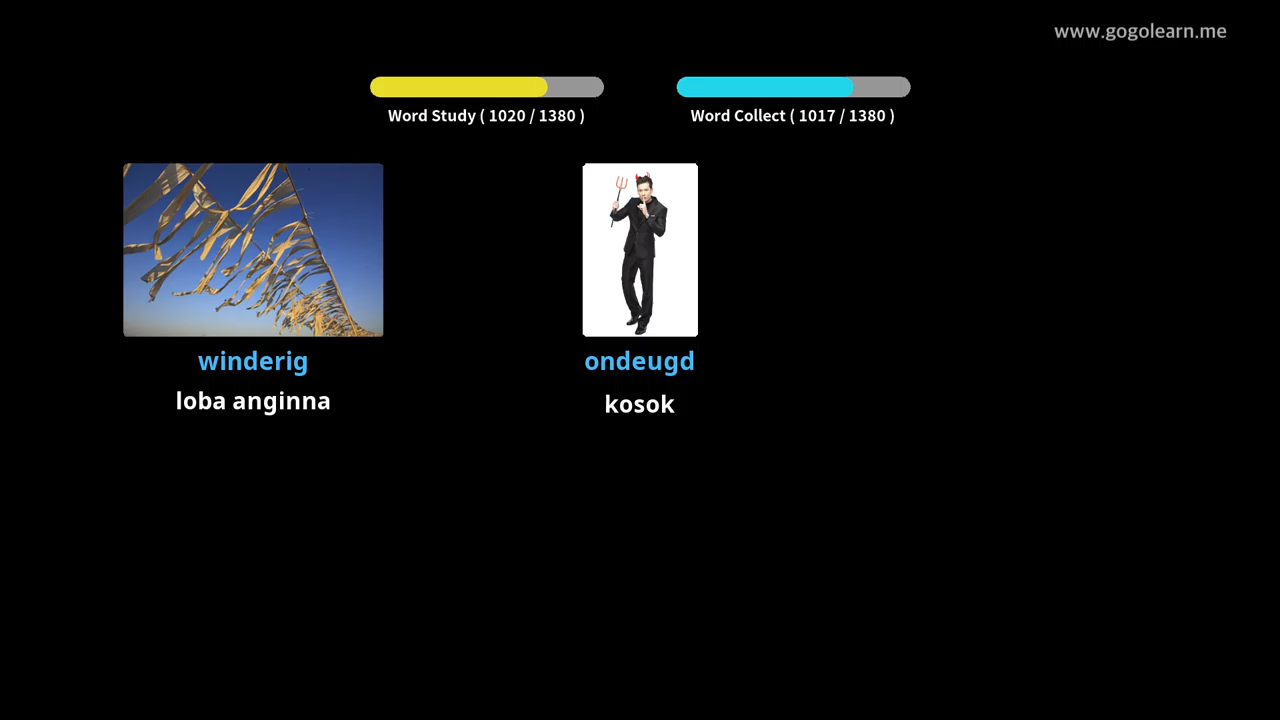 www.gogolearn.me
Word Study ( 1020 / 1380 )
Word Collect ( 1017 / 1380 )
winderig
loba anginna
ondeugd
kosok